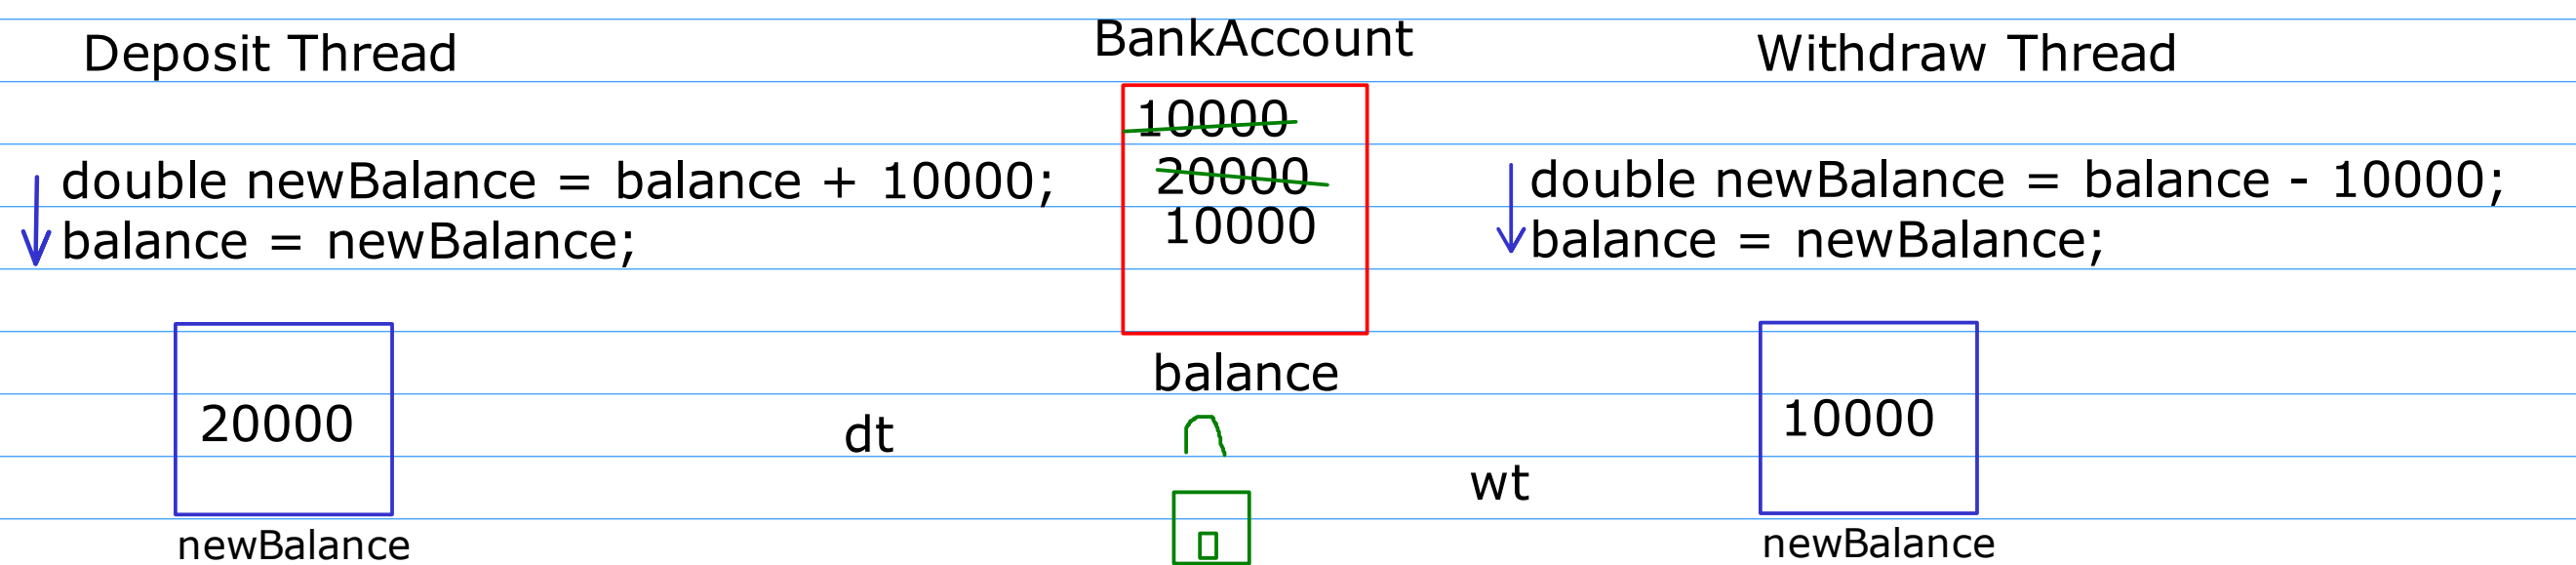 Deposit Thread
BankAccount
Withdraw Thread
10000
20000
10000
double newBalance = balance + 10000;
balance = newBalance;
double newBalance = balance - 10000;
balance = newBalance;
balance
20000
newBalance
dt
wt
10000
newBalance